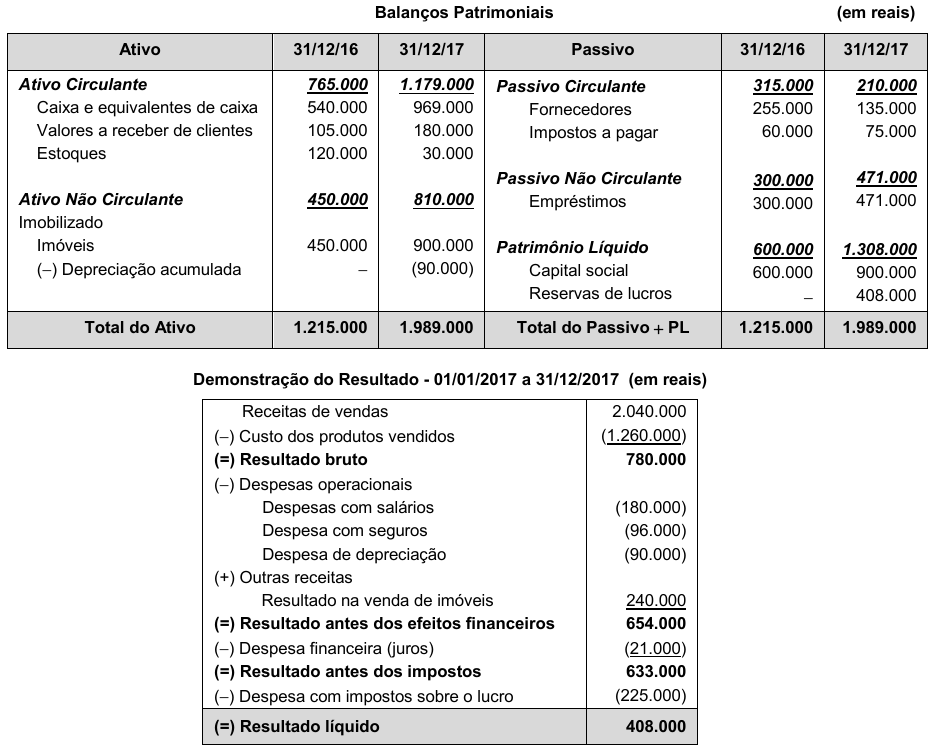 Balanços Patrimoniais (em reais)
Ativo 31/12/16 31/12/17 Passivo 31/12/16 31/12/17
Ativo Circulante 765.000 1.179.000 Passivo Circulante 315.000 210.000
Caixa e equivalentes de caixa 540.000 969.000 Fornecedores 255.000 135.000
Valores a receber de clientes 105.000 180.000 Impostos a pagar 60.000 75.000
Estoques 120.000 30.000
Passivo Não Circulante 300.000 471.000
Ativo Não Circulante 450.000 810.000 Empréstimos 300.000 471.000
Imobilizado
Imóveis 450.000 900.000 Patrimônio Líquido 600.000 1.308.000
(−) Depreciação acumulada – (90.000) Capital social 600.000 900.000
Reservas de lucros – 408.000
Total do Ativo 1.215.000 1.989.000 Total do Passivo + PL 1.215.000 1.989.000
Demonstração do Resultado - 01/01/2017 a 31/12/2017 (em reais)
Receitas de vendas 2.040.000
(−) Custo dos produtos vendidos (1.260.000)
(=) Resultado bruto 780.000
(−) Despesas operacionais
Despesas com salários (180.000)
Despesa com seguros (96.000)
Despesa de depreciação (90.000)
(+) Outras receitas
Resultado na venda de imóveis 240.000
(=) Resultado antes dos efeitos financeiros 654.000
(−) Despesa financeira (juros) (21.000)
(=) Resultado antes dos impostos 633.000
(−) Despesa com impostos sobre o lucro (225.000)
(=) Resultado líquido 408.000